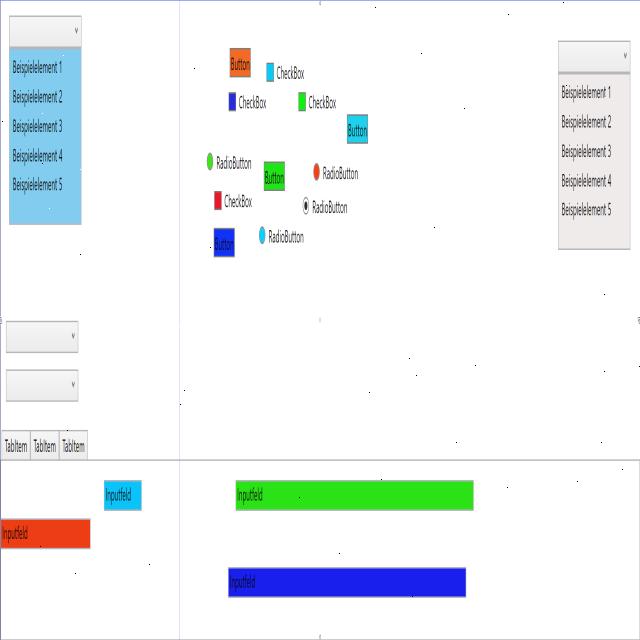 Beispielelement 1
Beispielelement 2
Beispielelement 3
Beispielelement 4
Beispielelement 5
Button
CheckBox
CheckBox
CheckBox
Button
RadioButton
Button
RadioButton
CheckBox
RadioButton
Button
RadioButton
Beispielelement 1
Beispielelement 2
Beispielelement 3
Beispielelement 4
Beispielelement 5
TabItem TabItem TabItem
Inputfeld
Inputfeld
Inputfeld
Inputfeld